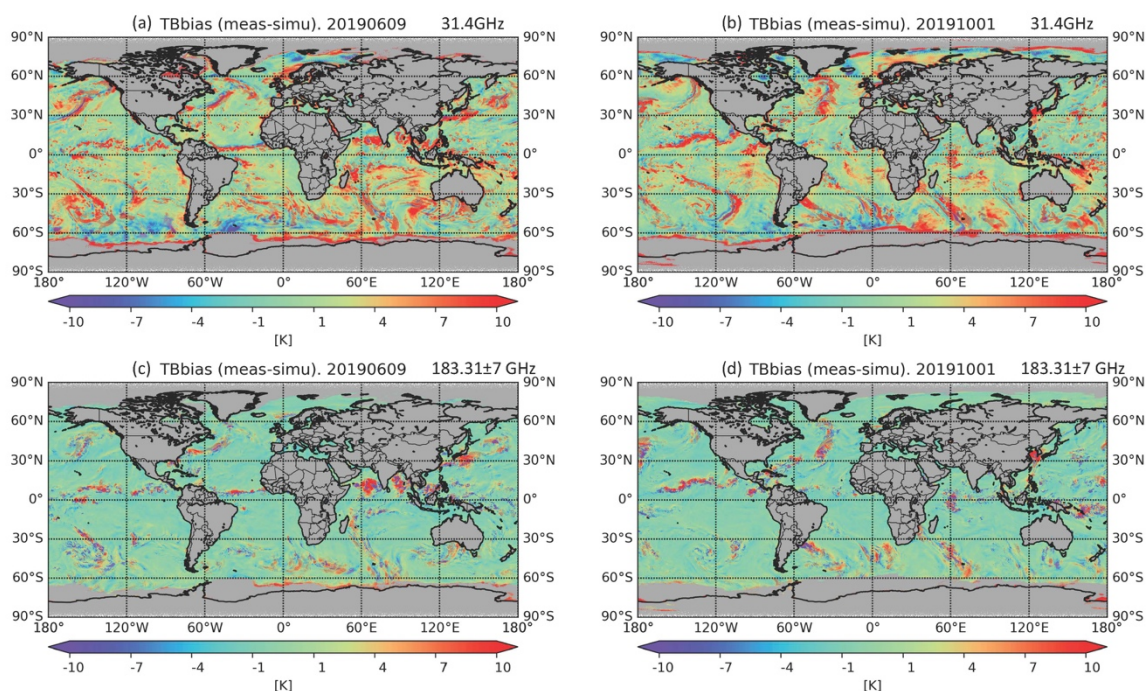 (a) TBbias (meas-simu). 20190609 31.4GHz
90°N 90°N
60°N 60°N
30°N 30°N
0° 0°
30°S 30°S
60°S 60°S
90°S 90°S
180° 120°W 60°W 0° 60°E 120°E 180°
-10 -7 -4 -1 1 4 7 10
[K]
(b) TBbias (meas-simu). 20191001 31.4GHz
90°N 90°N
60°N 60°N
30°N 30°N
0° 0°
30°S 30°S
60°S 60°S
90°S 90°S
180° 120°W 60°W 0° 60°E 120°E 180°
-10 -7 -4 -1 1 4 7 10
[K]
(c) TBbias (meas-simu). 20190609 183.31±7 GHz
90°N 90°N
60°N 60°N
30°N 30°N
0° 0°
30°S 30°S
60°S 60°S
90°S 90°S
180° 120°W 60°W 0° 60°E 120°E 180°
-10 -7 -4 -1 1 4 7 10
[K]
(d) TBbias (meas-simu). 20191001 183.31±7 GHz
90°N 90°N
60°N 60°N
30°N 30°N
0° 0°
30°S 30°S
60°S 60°S
90°S 90°S
180° 120°W 60°W 0° 60°E 120°E 180°
-10 -7 -4 -1 1 4 7 10
[K]